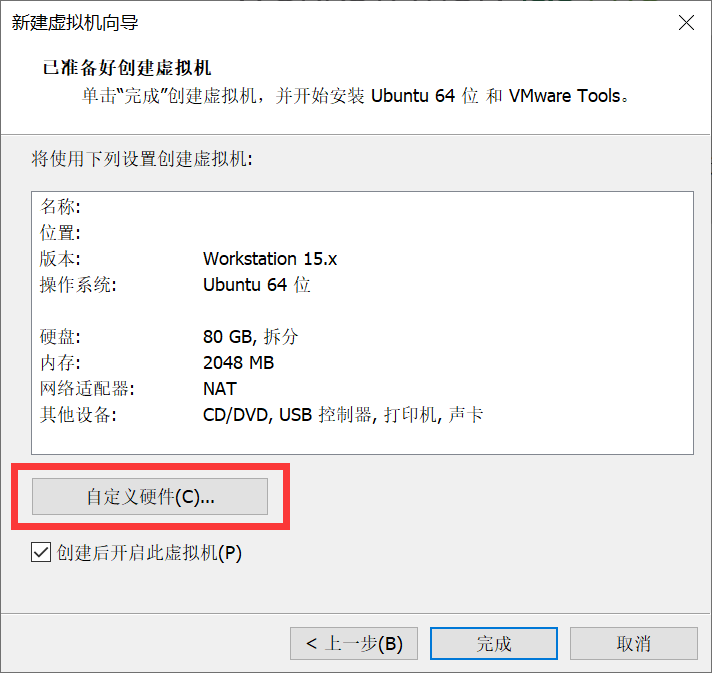 新建虚拟机向导
已准备好创建虚拟机
单击“完成”创建虚拟机，并开始安装 Ubuntu 64 位 和 VMware Tools。
将使用下列设置创建虚拟机:
名称:
位置:
版本: Workstation 15.x
操作系统: Ubuntu 64 位
硬盘: 80 GB, 拆分
内存: 2048 MB
网络适配器: NAT
其他设备: CD/DVD, USB 控制器, 打印机, 声卡
自定义硬件(C)...
创建后开启此虚拟机(P)
< 上一步(B) 完成 取消